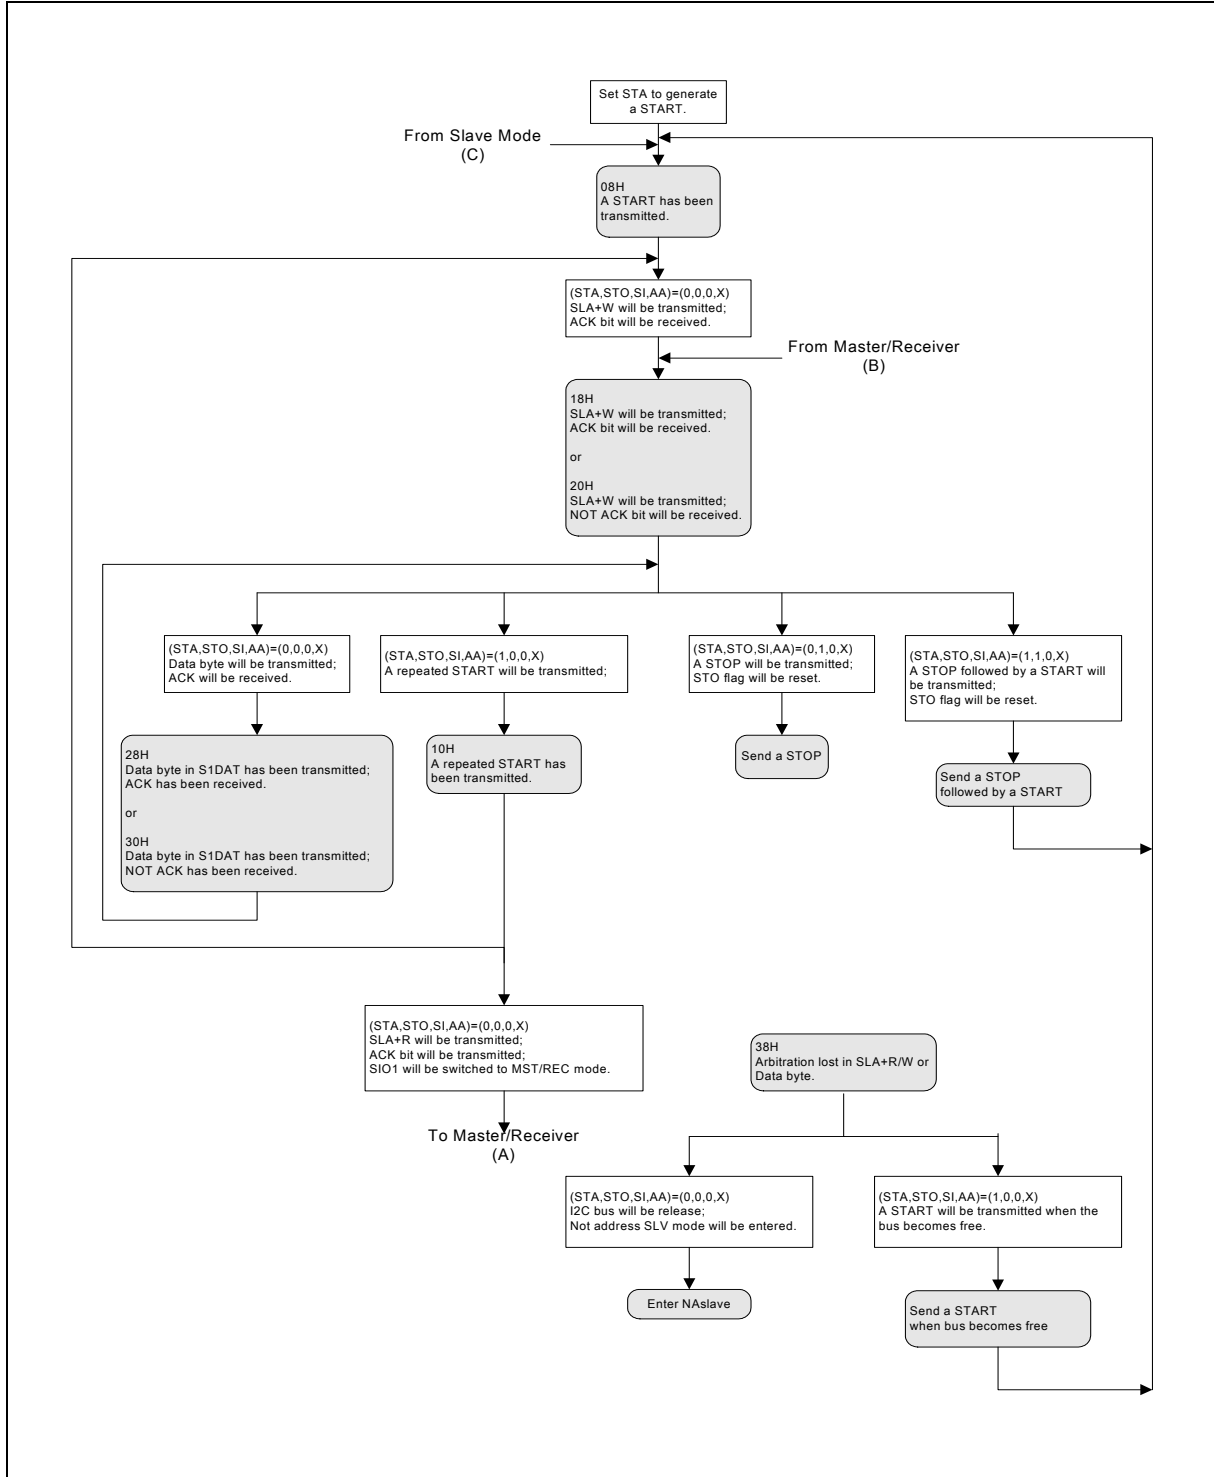 Set STA to generate
a START.
From Slave Mode
(C)
08H
A START has been
transmitted.
(STA,STO,SI,AA)=(0,0,0,X)
SLA+W will be transmitted;
ACK bit will be received.
From Master/Receiver
(B)
18H
SLA+W will be transmitted;
ACK bit will be received.
or
20H
SLA+W will be transmitted;
NOT ACK bit will be received.
(STA,STO,SI,AA)=(0,0,0,X)
Data byte will be transmitted;
ACK will be received.
(STA,STO,SI,AA)=(1,0,0,X)
A repeated START will be transmitted;
(STA,STO,SI,AA)=(0,1,0,X)
A STOP will be transmitted;
STO flag will be reset.
(STA,STO,SI,AA)=(1,1,0,X)
A STOP followed by a START will
be transmitted;
STO flag will be reset.
28H
Data byte in S1DAT has been transmitted;
ACK has been received.
or
30H
Data byte in S1DAT has been transmitted;
NOT ACK has been received.
10H
A repeated START has
been transmitted.
Send a STOP
Send a STOP
followed by a START
(STA,STO,SI,AA)=(0,0,0,X)
SLA+R will be transmitted;
ACK bit will be transmitted;
SIO1 will be switched to MST/REC mode.
To Master/Receiver
(A)
38H
Arbitration lost in SLA+R/W or
Data byte.
(STA,STO,SI,AA)=(0,0,0,X)
I2C bus will be release;
Not address SLV mode will be entered.
(STA,STO,SI,AA)=(1,0,0,X)
A START will be transmitted when the
bus becomes free.
Enter NAslave
Send a START
when bus becomes free